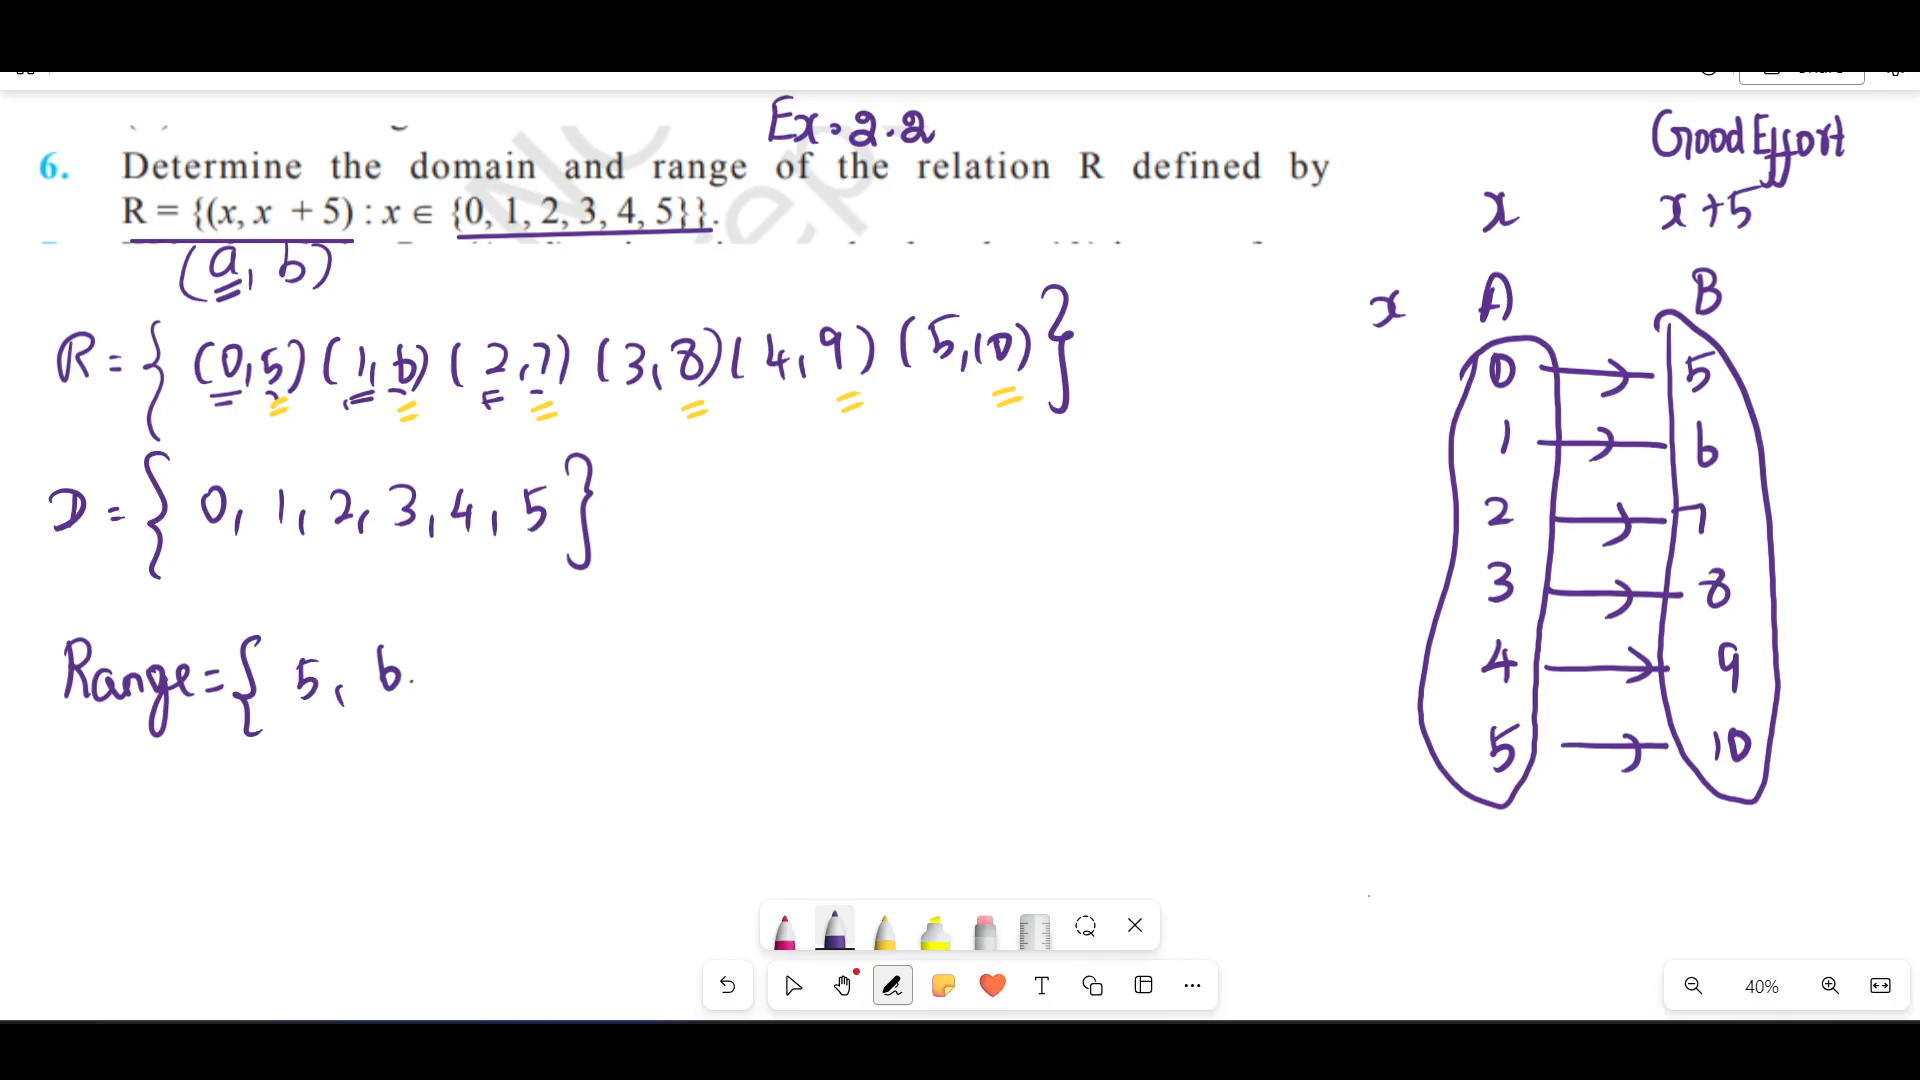 Ex.2.2
Good Effort
6. Determine the domain and range of the relation R defined by
R = {(x, x + 5) : x ∈ {0, 1, 2, 3, 4, 5}}.
(a, b)
x x+5
x A B
R = { (0,5) (1,6) (2,7) (3,8) (4,9) (5,10) }
0 5
1 6
2 7
3 8
4 9
5 10
D = { 0, 1, 2, 3, 4, 5 }
Range = { 5, 6
40%